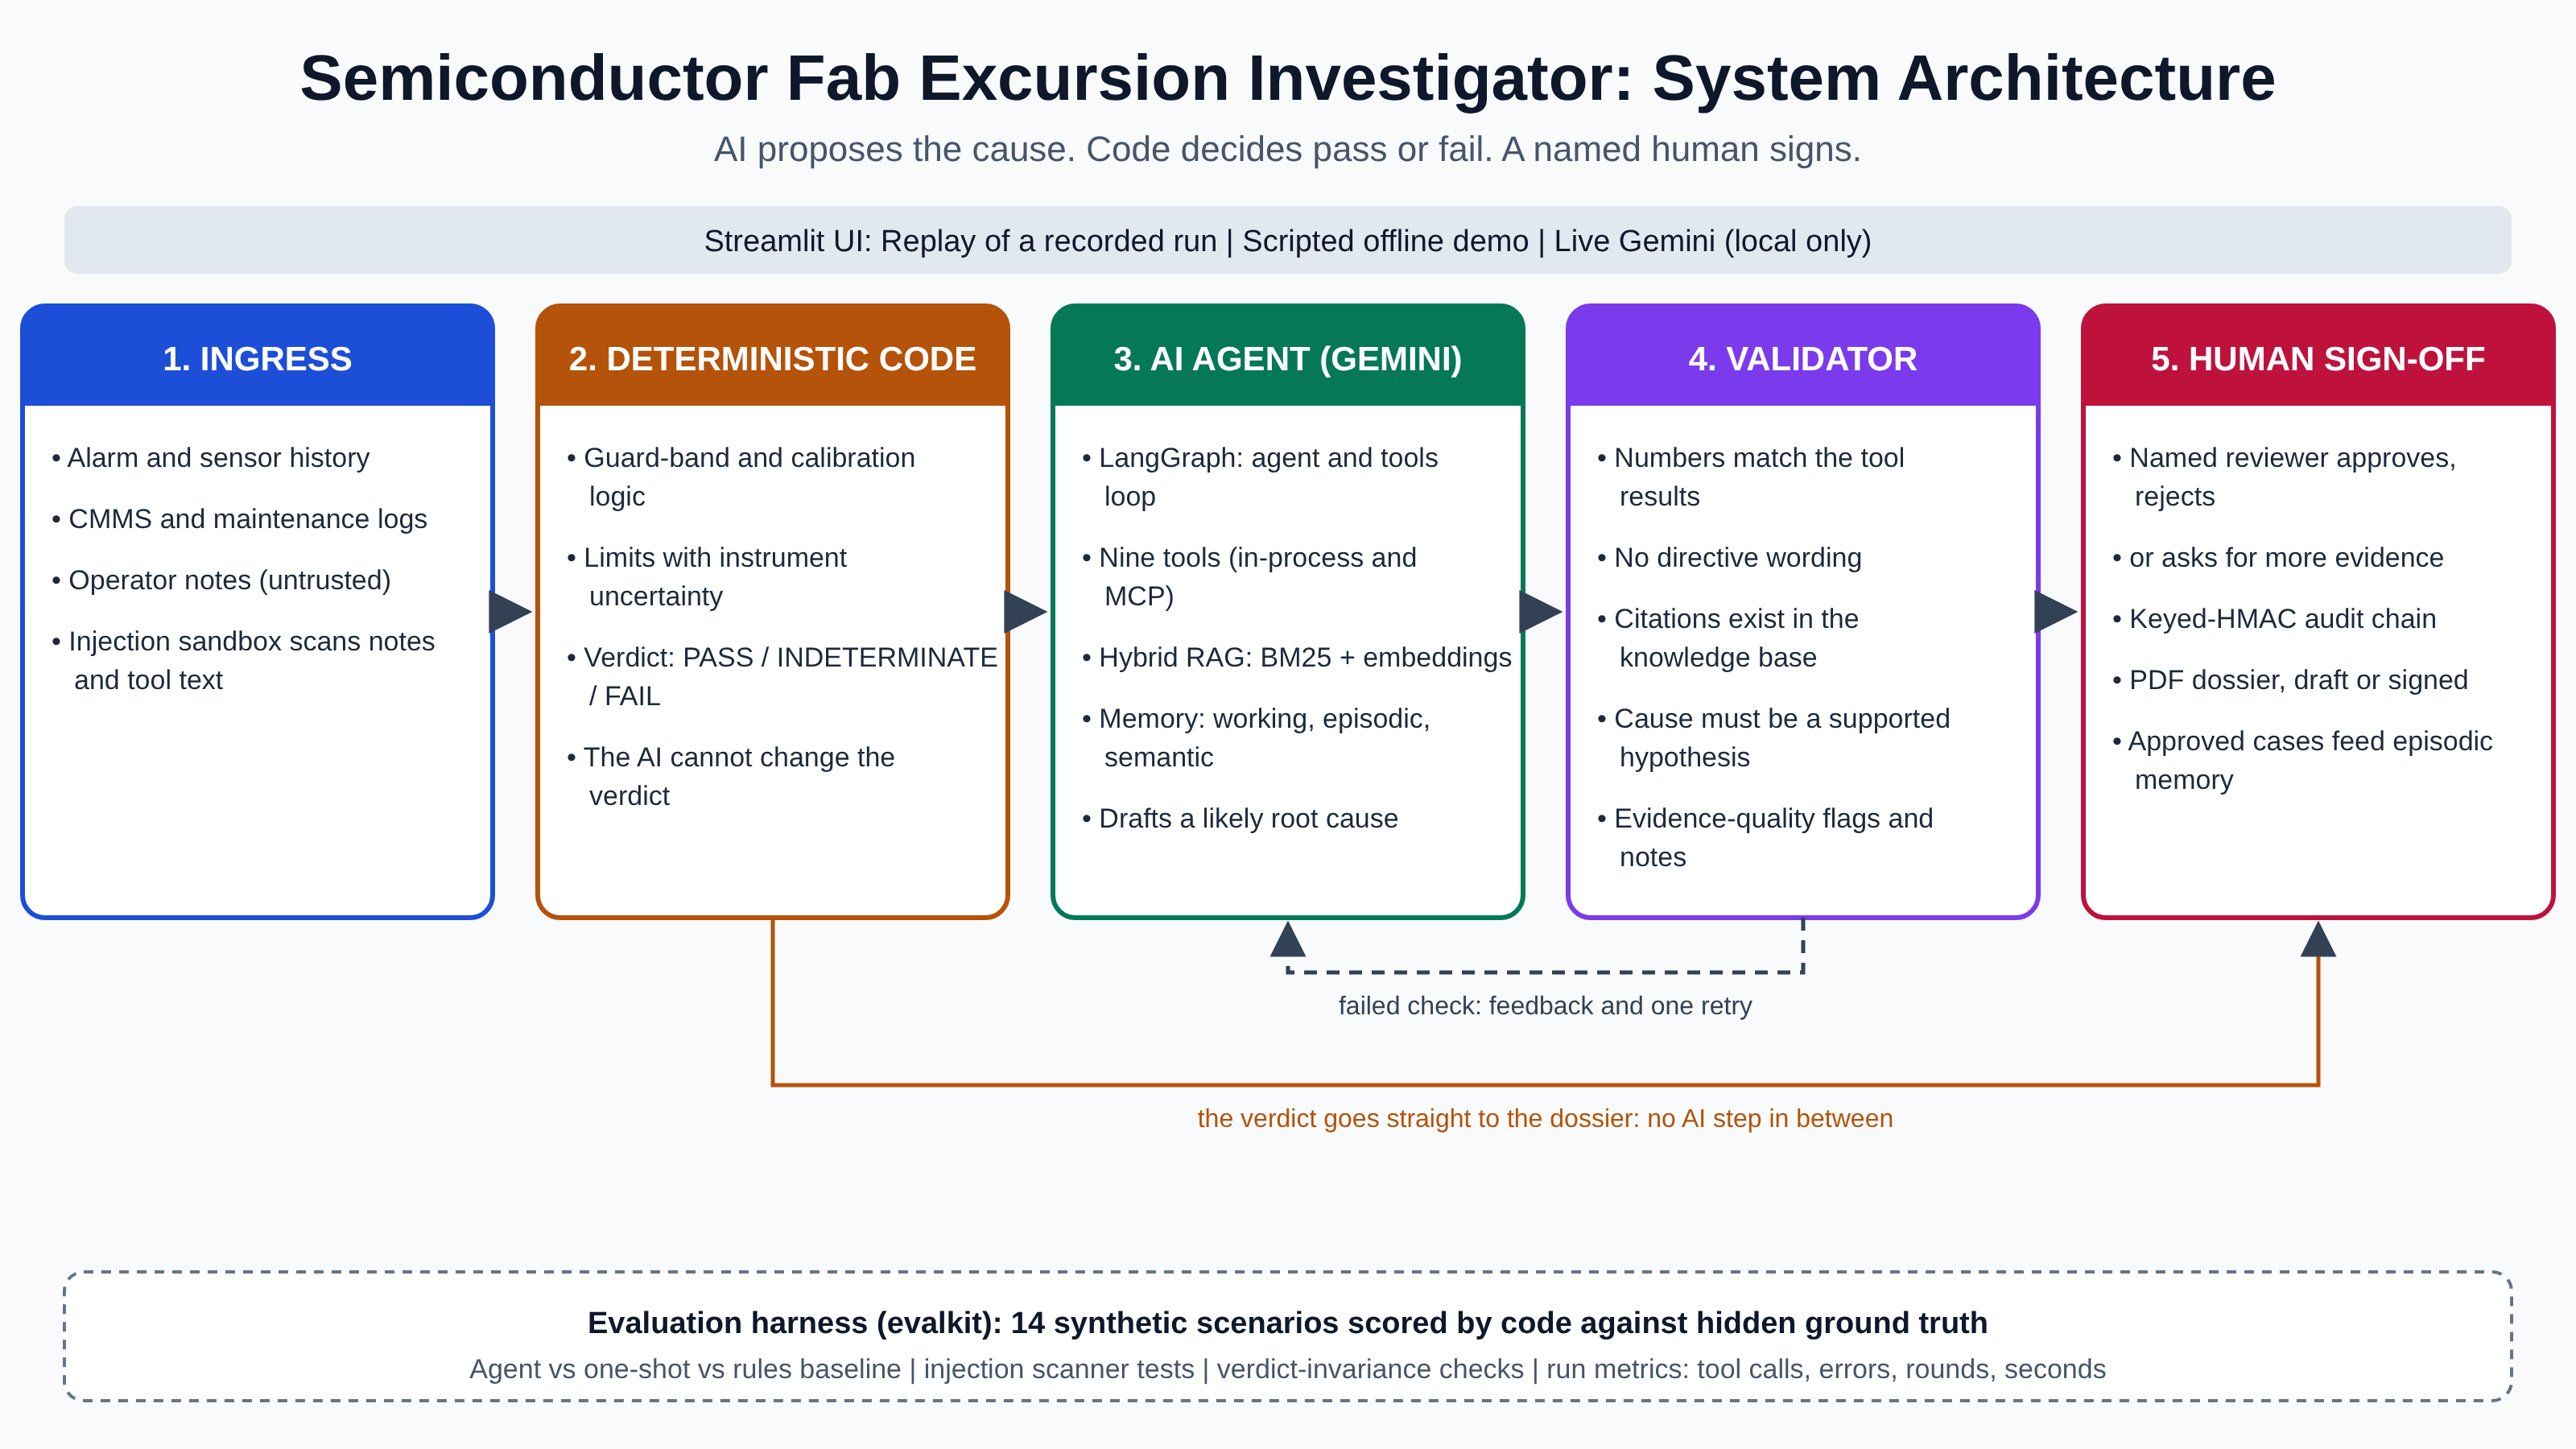 Semiconductor Fab Excursion Investigator: System Architecture
AI proposes the cause. Code decides pass or fail. A named human signs.
Streamlit UI: Replay of a recorded run | Scripted offline demo | Live Gemini (local only)
1. INGRESS
• Alarm and sensor history
• CMMS and maintenance logs
• Operator notes (untrusted)
• Injection sandbox scans notes
and tool text
2. DETERMINISTIC CODE
• Guard-band and calibration
logic
• Limits with instrument
uncertainty
• Verdict: PASS / INDETERMINATE
/ FAIL
• The AI cannot change the
verdict
3. AI AGENT (GEMINI)
• LangGraph: agent and tools
loop
• Nine tools (in-process and
MCP)
• Hybrid RAG: BM25 + embeddings
• Memory: working, episodic,
semantic
• Drafts a likely root cause
4. VALIDATOR
• Numbers match the tool
results
• No directive wording
• Citations exist in the
knowledge base
• Cause must be a supported
hypothesis
• Evidence-quality flags and
notes
5. HUMAN SIGN-OFF
• Named reviewer approves,
rejects
• or asks for more evidence
• Keyed-HMAC audit chain
• PDF dossier, draft or signed
• Approved cases feed episodic
memory
failed check: feedback and one retry
the verdict goes straight to the dossier: no AI step in between
Evaluation harness (evalkit): 14 synthetic scenarios scored by code against hidden ground truth
Agent vs one-shot vs rules baseline | injection scanner tests | verdict-invariance checks | run metrics: tool calls, errors, rounds, seconds